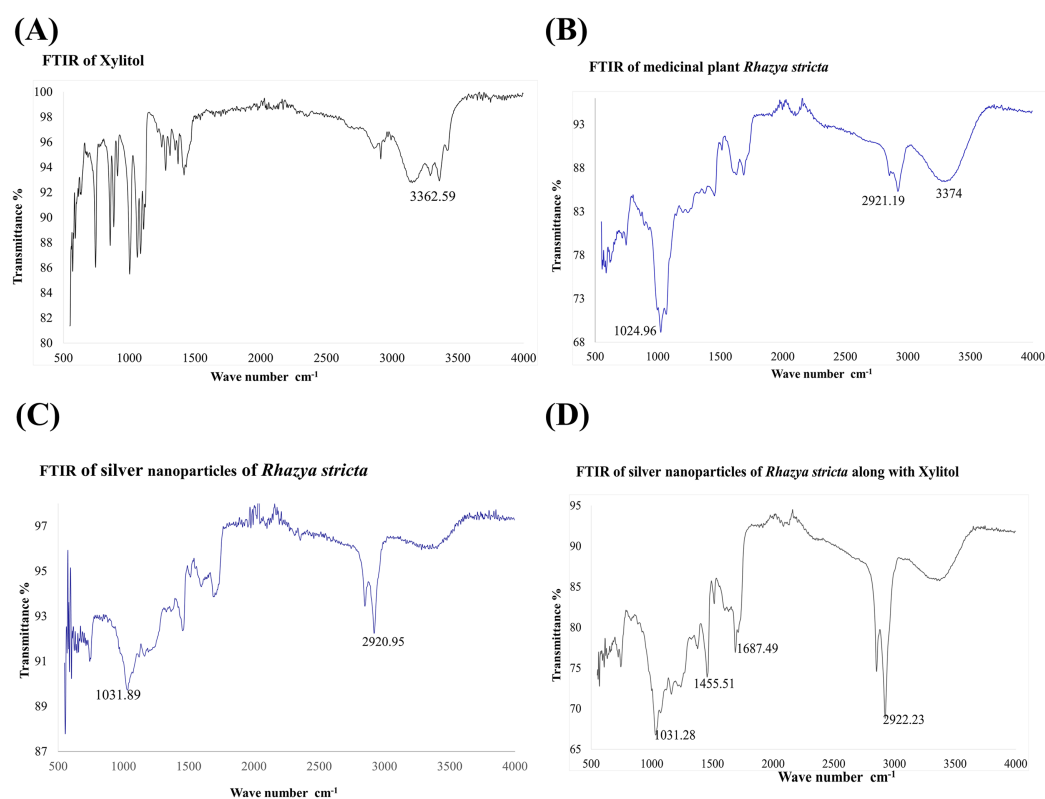 (A)
FTIR of Xylitol
Transmittance %
100
98
96
94
92
90
88
86
84
82
80
3362.59
500 1000 1500 2000 2500 3000 3500 4000
Wave number cm-1
(B)
FTIR of medicinal plant Rhazya stricta
Transmittance %
93
88
83
78
73
68
2921.19
3374
1024.96
500 1000 1500 2000 2500 3000 3500 4000
Wave number cm-1
(C)
FTIR of silver nanoparticles of Rhazya stricta
Transmittance %
97
95
93
91
89
87
2920.95
1031.89
500 1000 1500 2000 2500 3000 3500 4000
Wave number cm-1
(D)
FTIR of silver nanoparticles of Rhazya stricta along with Xylitol
Transmittance %
95
90
85
80
75
70
65
1687.49
1455.51
2922.23
1031.28
500 1000 1500 2000 2500 3000 3500 4000
Wave number cm-1